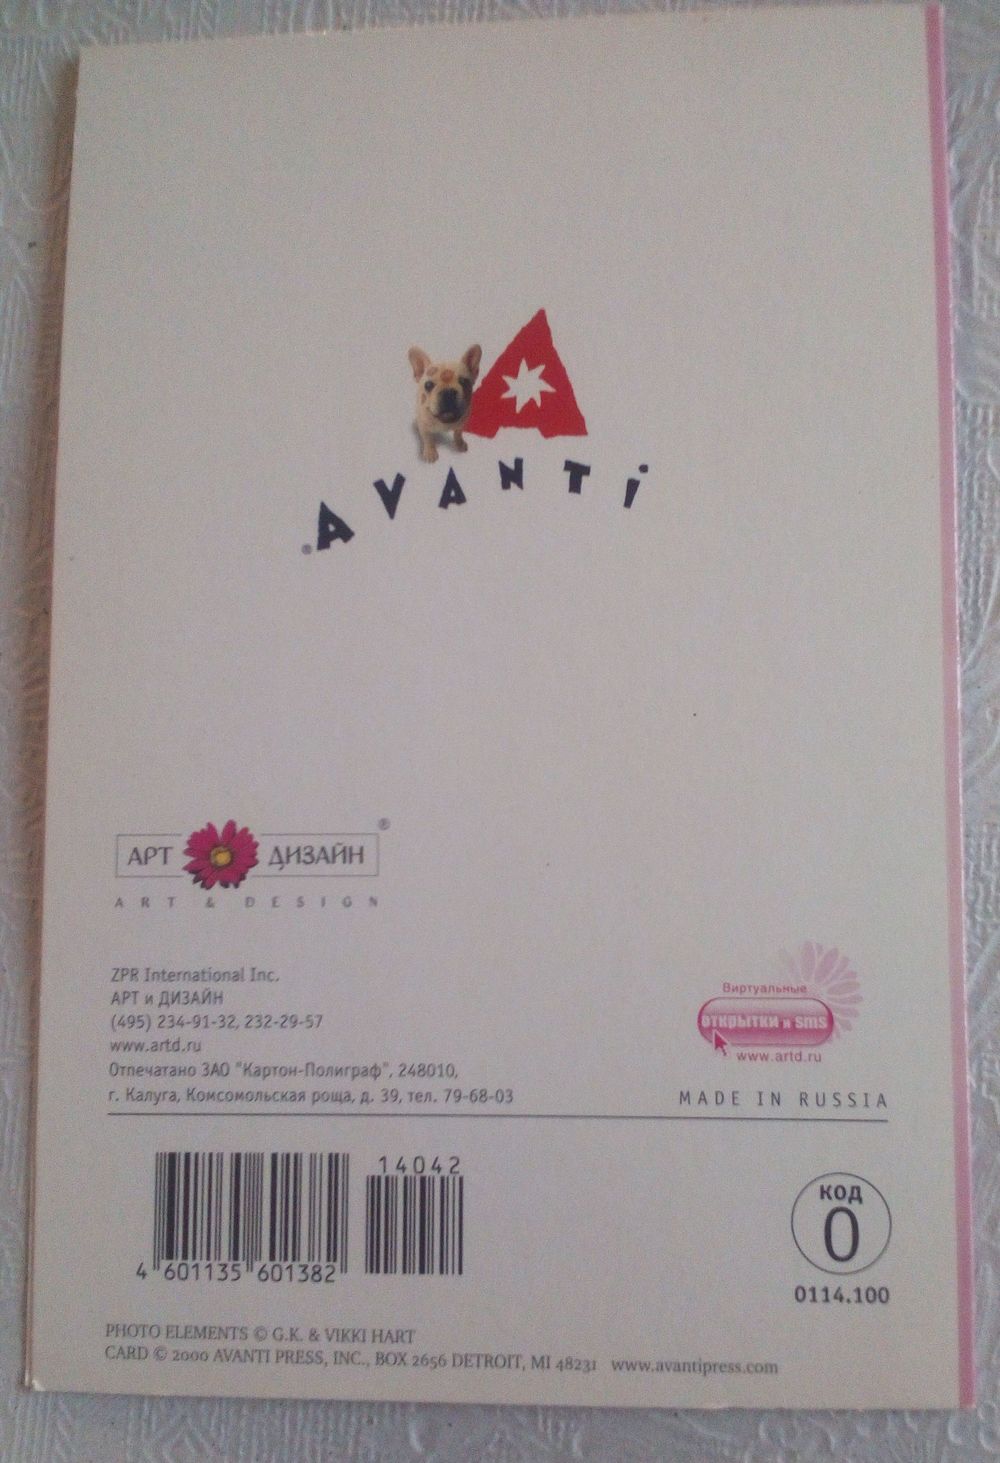 ® AVANTi
АРТ ДИЗАЙН ®
ART & DESIGN
ZPR International Inc.
АРТ и ДИЗАЙН
(495) 234-91-32, 232-29-57
www.artd.ru
Отпечатано ЗАО "Картон-Полиграф", 248010,
г. Калуга, Комсомольская роща, д. 39, тел. 79-68-03
Виртуальные
открытки и sms
www.artd.ru
MADE IN RUSSIA
14042
4 601135 601382
КОД
0
0114.100
PHOTO ELEMENTS © G.K. & VIKKI HART
CARD © 2000 AVANTI PRESS, INC., BOX 2656 DETROIT, MI 48231 www.avantipress.com